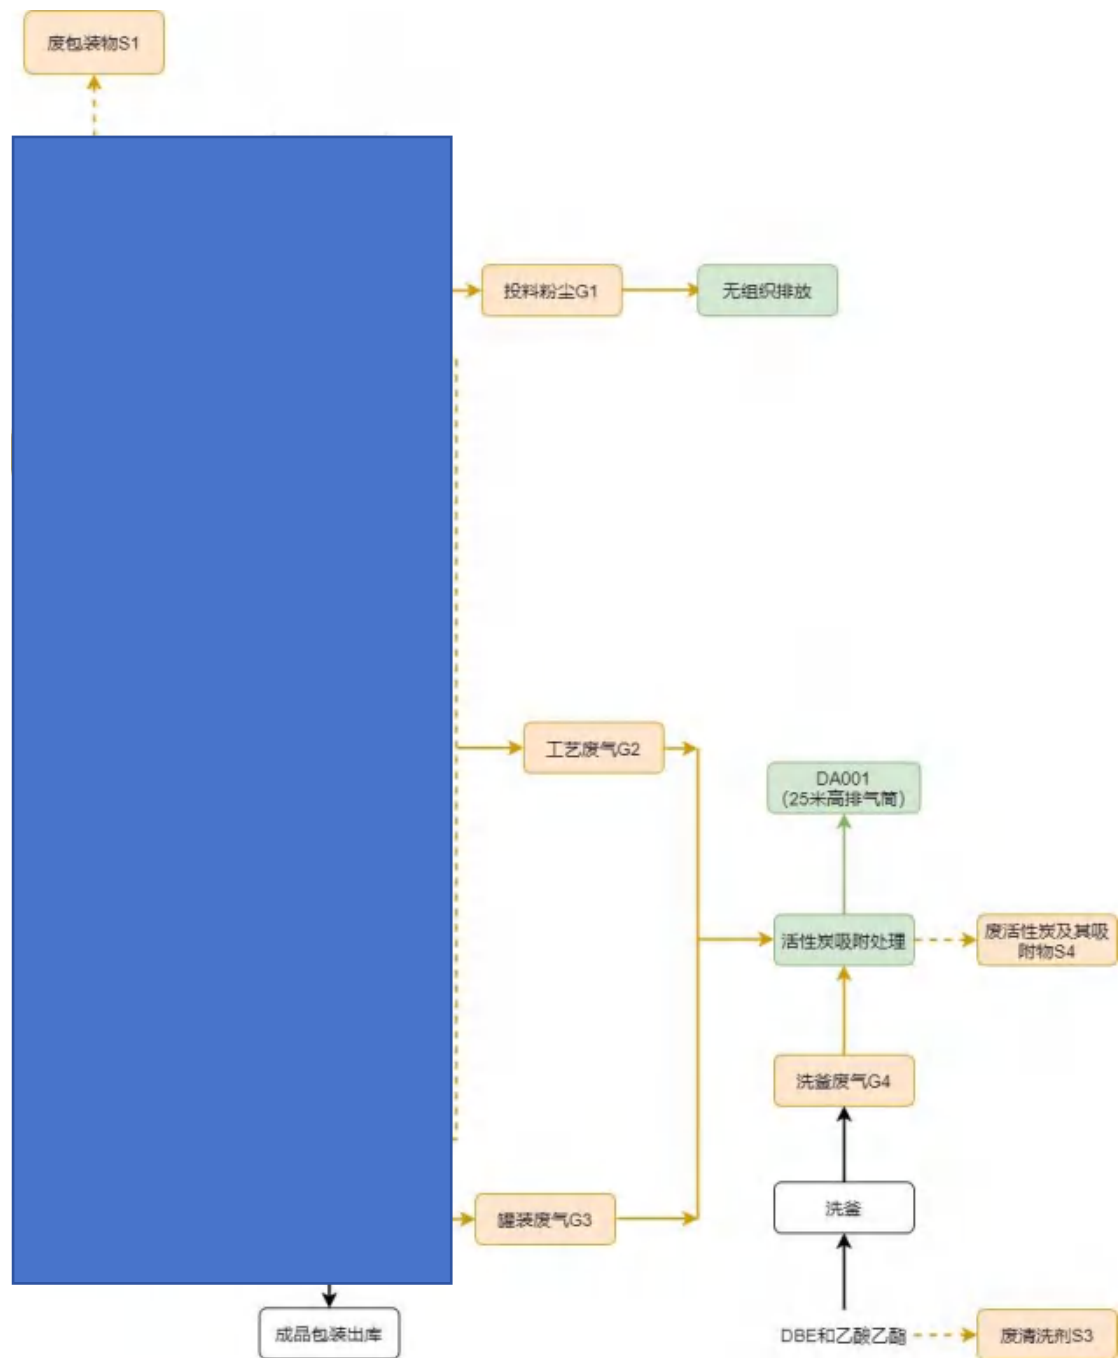 废包装物S1
投料粉尘G1
无组织排放
工艺废气G2
DA001
(25米高排气筒)
活性炭吸附处理
废活性炭及其吸
附物S4
洗釜废气G4
洗釜
罐装废气G3
成品包装出库
DBE和乙酸乙酯
废清洗剂S3